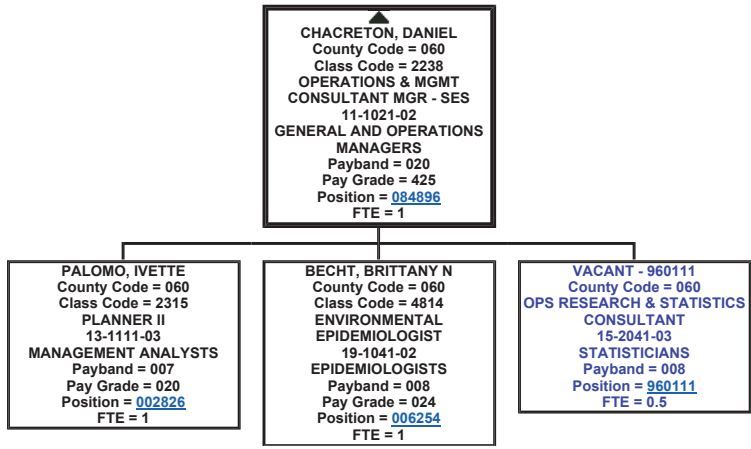 CHACRETON, DANIEL
County Code = 060
Class Code = 2238
OPERATIONS & MGMT
CONSULTANT MGR - SES
11-1021-02
GENERAL AND OPERATIONS
MANAGERS
Payband = 020
Pay Grade = 425
Position = 084896
FTE = 1
PALOMO, IVETTE
County Code = 060
Class Code = 2315
PLANNER II
13-1111-03
MANAGEMENT ANALYSTS
Payband = 007
Pay Grade = 020
Position = 002826
FTE = 1
BECHT, BRITTANY N
County Code = 060
Class Code = 4814
ENVIRONMENTAL
EPIDEMIOLOGIST
19-1041-02
EPIDEMIOLOGISTS
Payband = 008
Pay Grade = 024
Position = 006254
FTE = 1
VACANT - 960111
County Code = 060
OPS RESEARCH & STATISTICS
CONSULTANT
15-2041-03
STATISTICIANS
Payband = 008
Position = 960111
FTE = 0.5